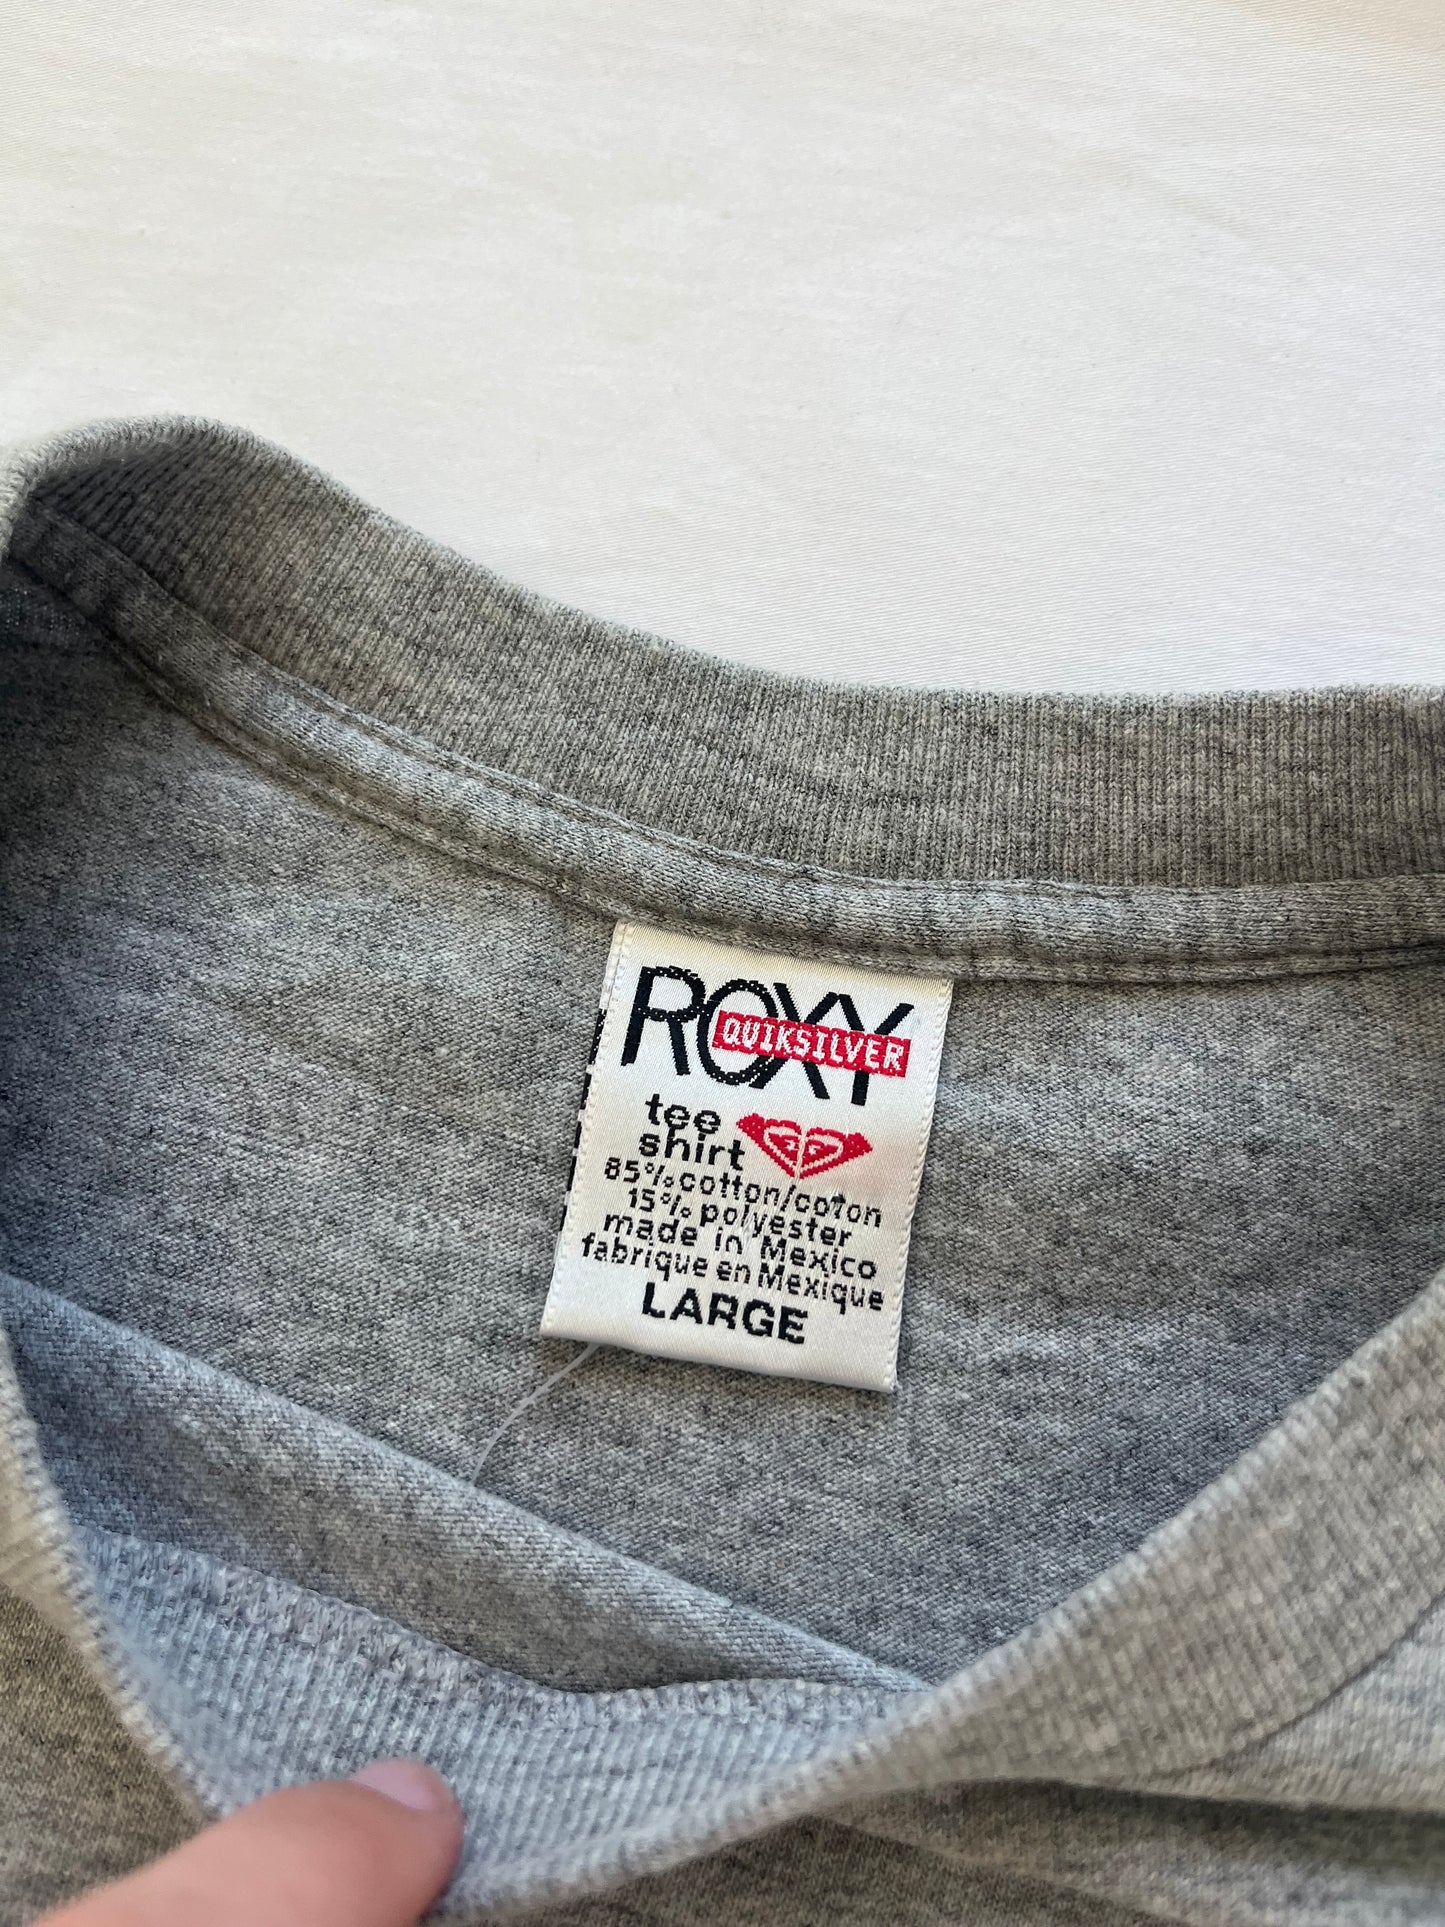 ROXY
QUIKSILVER
tee
shirt
85% cotton/coton
15% polyester
made in Mexico
fabrique en Mexique
LARGE